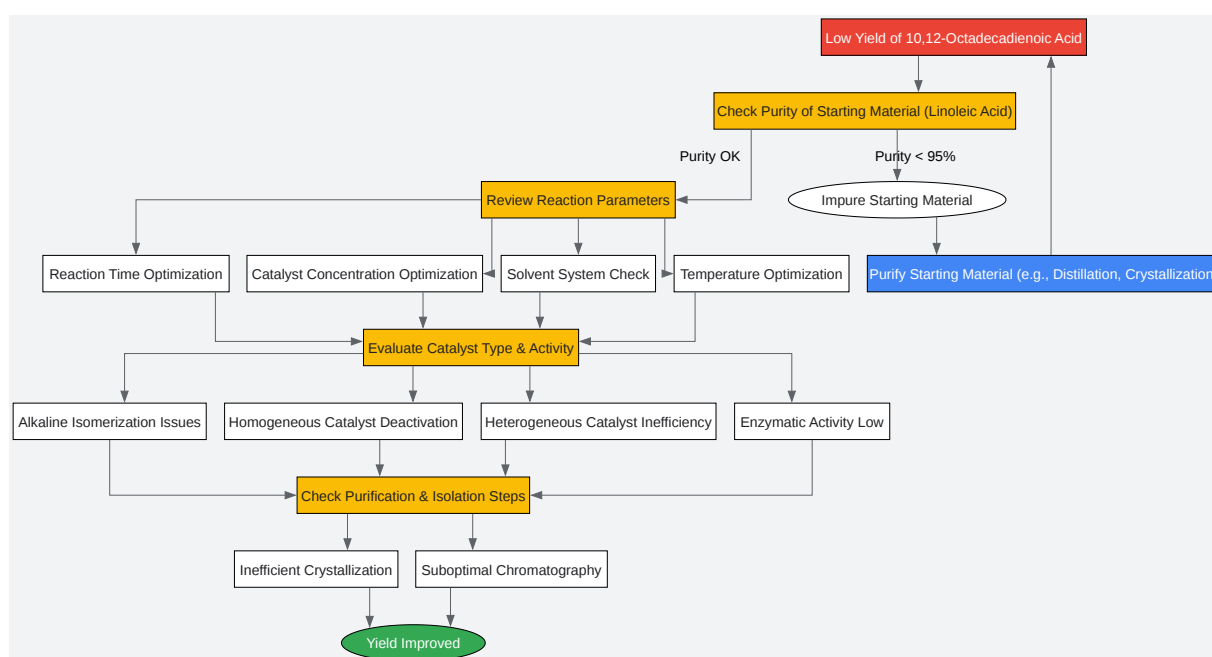 Low Yield of 10,12-Octadecadienoic Acid
Check Purity of Starting Material (Linoleic Acid)
Purity OK
Purity < 95%
Review Reaction Parameters
Impure Starting Material
Reaction Time Optimization
Catalyst Concentration Optimization
Solvent System Check
Temperature Optimization
Purify Starting Material (e.g., Distillation, Crystallization
Evaluate Catalyst Type & Activity
Alkaline Isomerization Issues
Homogeneous Catalyst Deactivation
Heterogeneous Catalyst Inefficiency
Enzymatic Activity Low
Check Purification & Isolation Steps
Inefficient Crystallization
Suboptimal Chromatography
Yield Improved